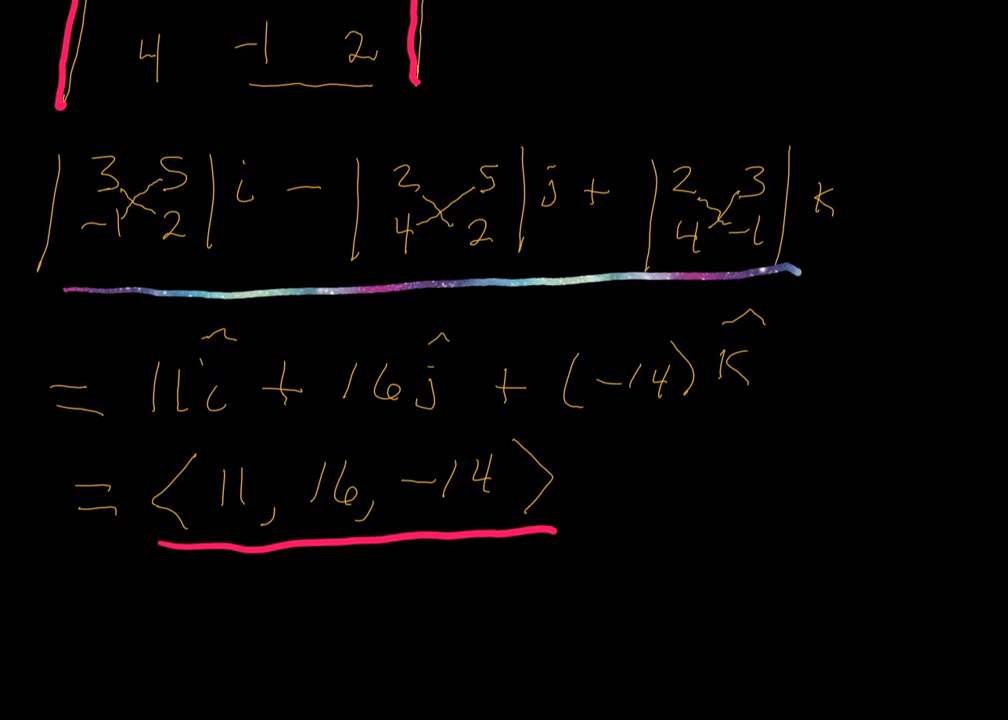 4 -1 2
| 3 5 | i - | 2 5 | j + | 2 3 | k
| -1 2 | | 4 2 | | 4 -1 |
= 11î + 16ĵ + (-14)k̂
= ⟨11, 16, -14⟩